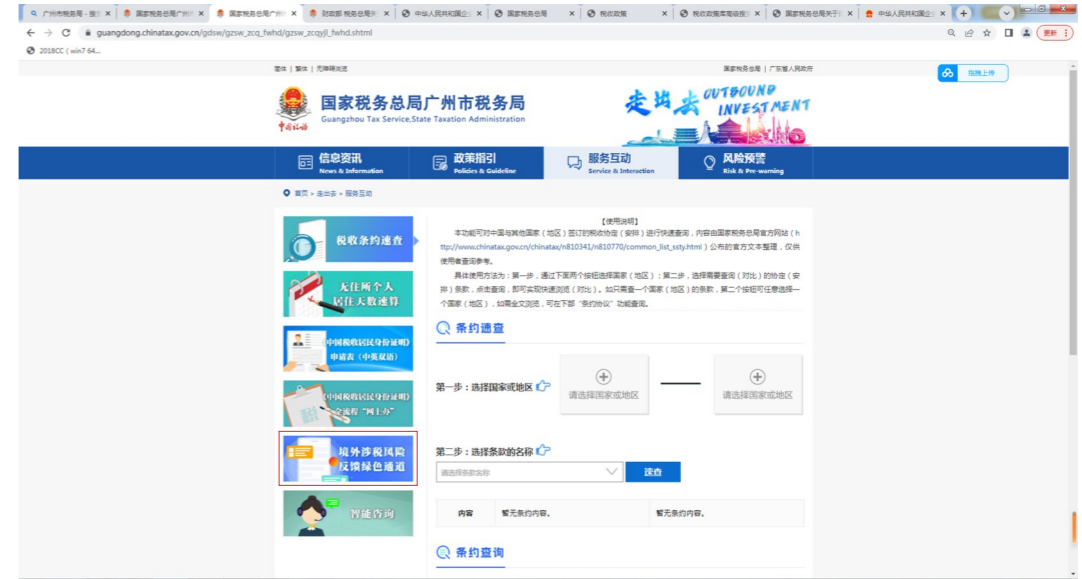 广州市税务局 - 搜
国家税务总局广州
国家税务总局广州
财政部 税务总局关
中华人民共和国企
国家税务总局
税收政策
税收政策库高级搜
国家税务总局关于
中华人民共和国企
guangdong.chinatax.gov.cn/gdsw/gzsw_zcq_fwhd/gzsw_zcqyjl_fwhd.shtml
更新
2018CC ( win7 64...
简体 | 繁体 | 无障碍浏览
国家税务总局 | 广东省人民政府
拖拽上传
中国税务
国家税务总局广州市税务局
Guangzhou Tax Service,State Taxation Administration
走出去 OUTBOUND INVESTMENT
信息资讯
News & Information
政策指引
Policies & Guideline
服务互动
Service & Interaction
风险预警
Risk & Pre-warning
首页 > 走出去 > 服务互动
税收条约速查
无住所个人
居住天数速算
《中国税收居民身份证明》
申请表（中英双语）
《中国税收居民身份证明》
全流程“网上办”
境外涉税风险
反馈绿色通道
智能咨询
【使用说明】
本功能可对中国与其他国家（地区）签订的税收协定（安排）进行快速查询，内容由国家税务总局官方网站（h
ttp://www.chinatax.gov.cn/chinatax/n810341/n810770/common_list_ssty.html）公布的官方文本整理，仅供
使用者查询参考。
具体使用方法为：第一步，通过下面两个按钮选择国家（地区）；第二步，选择需要查询（对比）的协定（安
排）条款，点击查询，即可实现快速浏览（对比）。如只需查一个国家（地区）的条款，第二个按钮可任意选择一
个国家（地区），如需全文浏览，可在下部“条约协议”功能查阅。
条约速查
第一步：选择国家或地区
请选择国家或地区
请选择国家或地区
第二步：选择条款的名称
请选择条款名称
速查
内容 暂无条约内容。 暂无条约内容。
条约查询